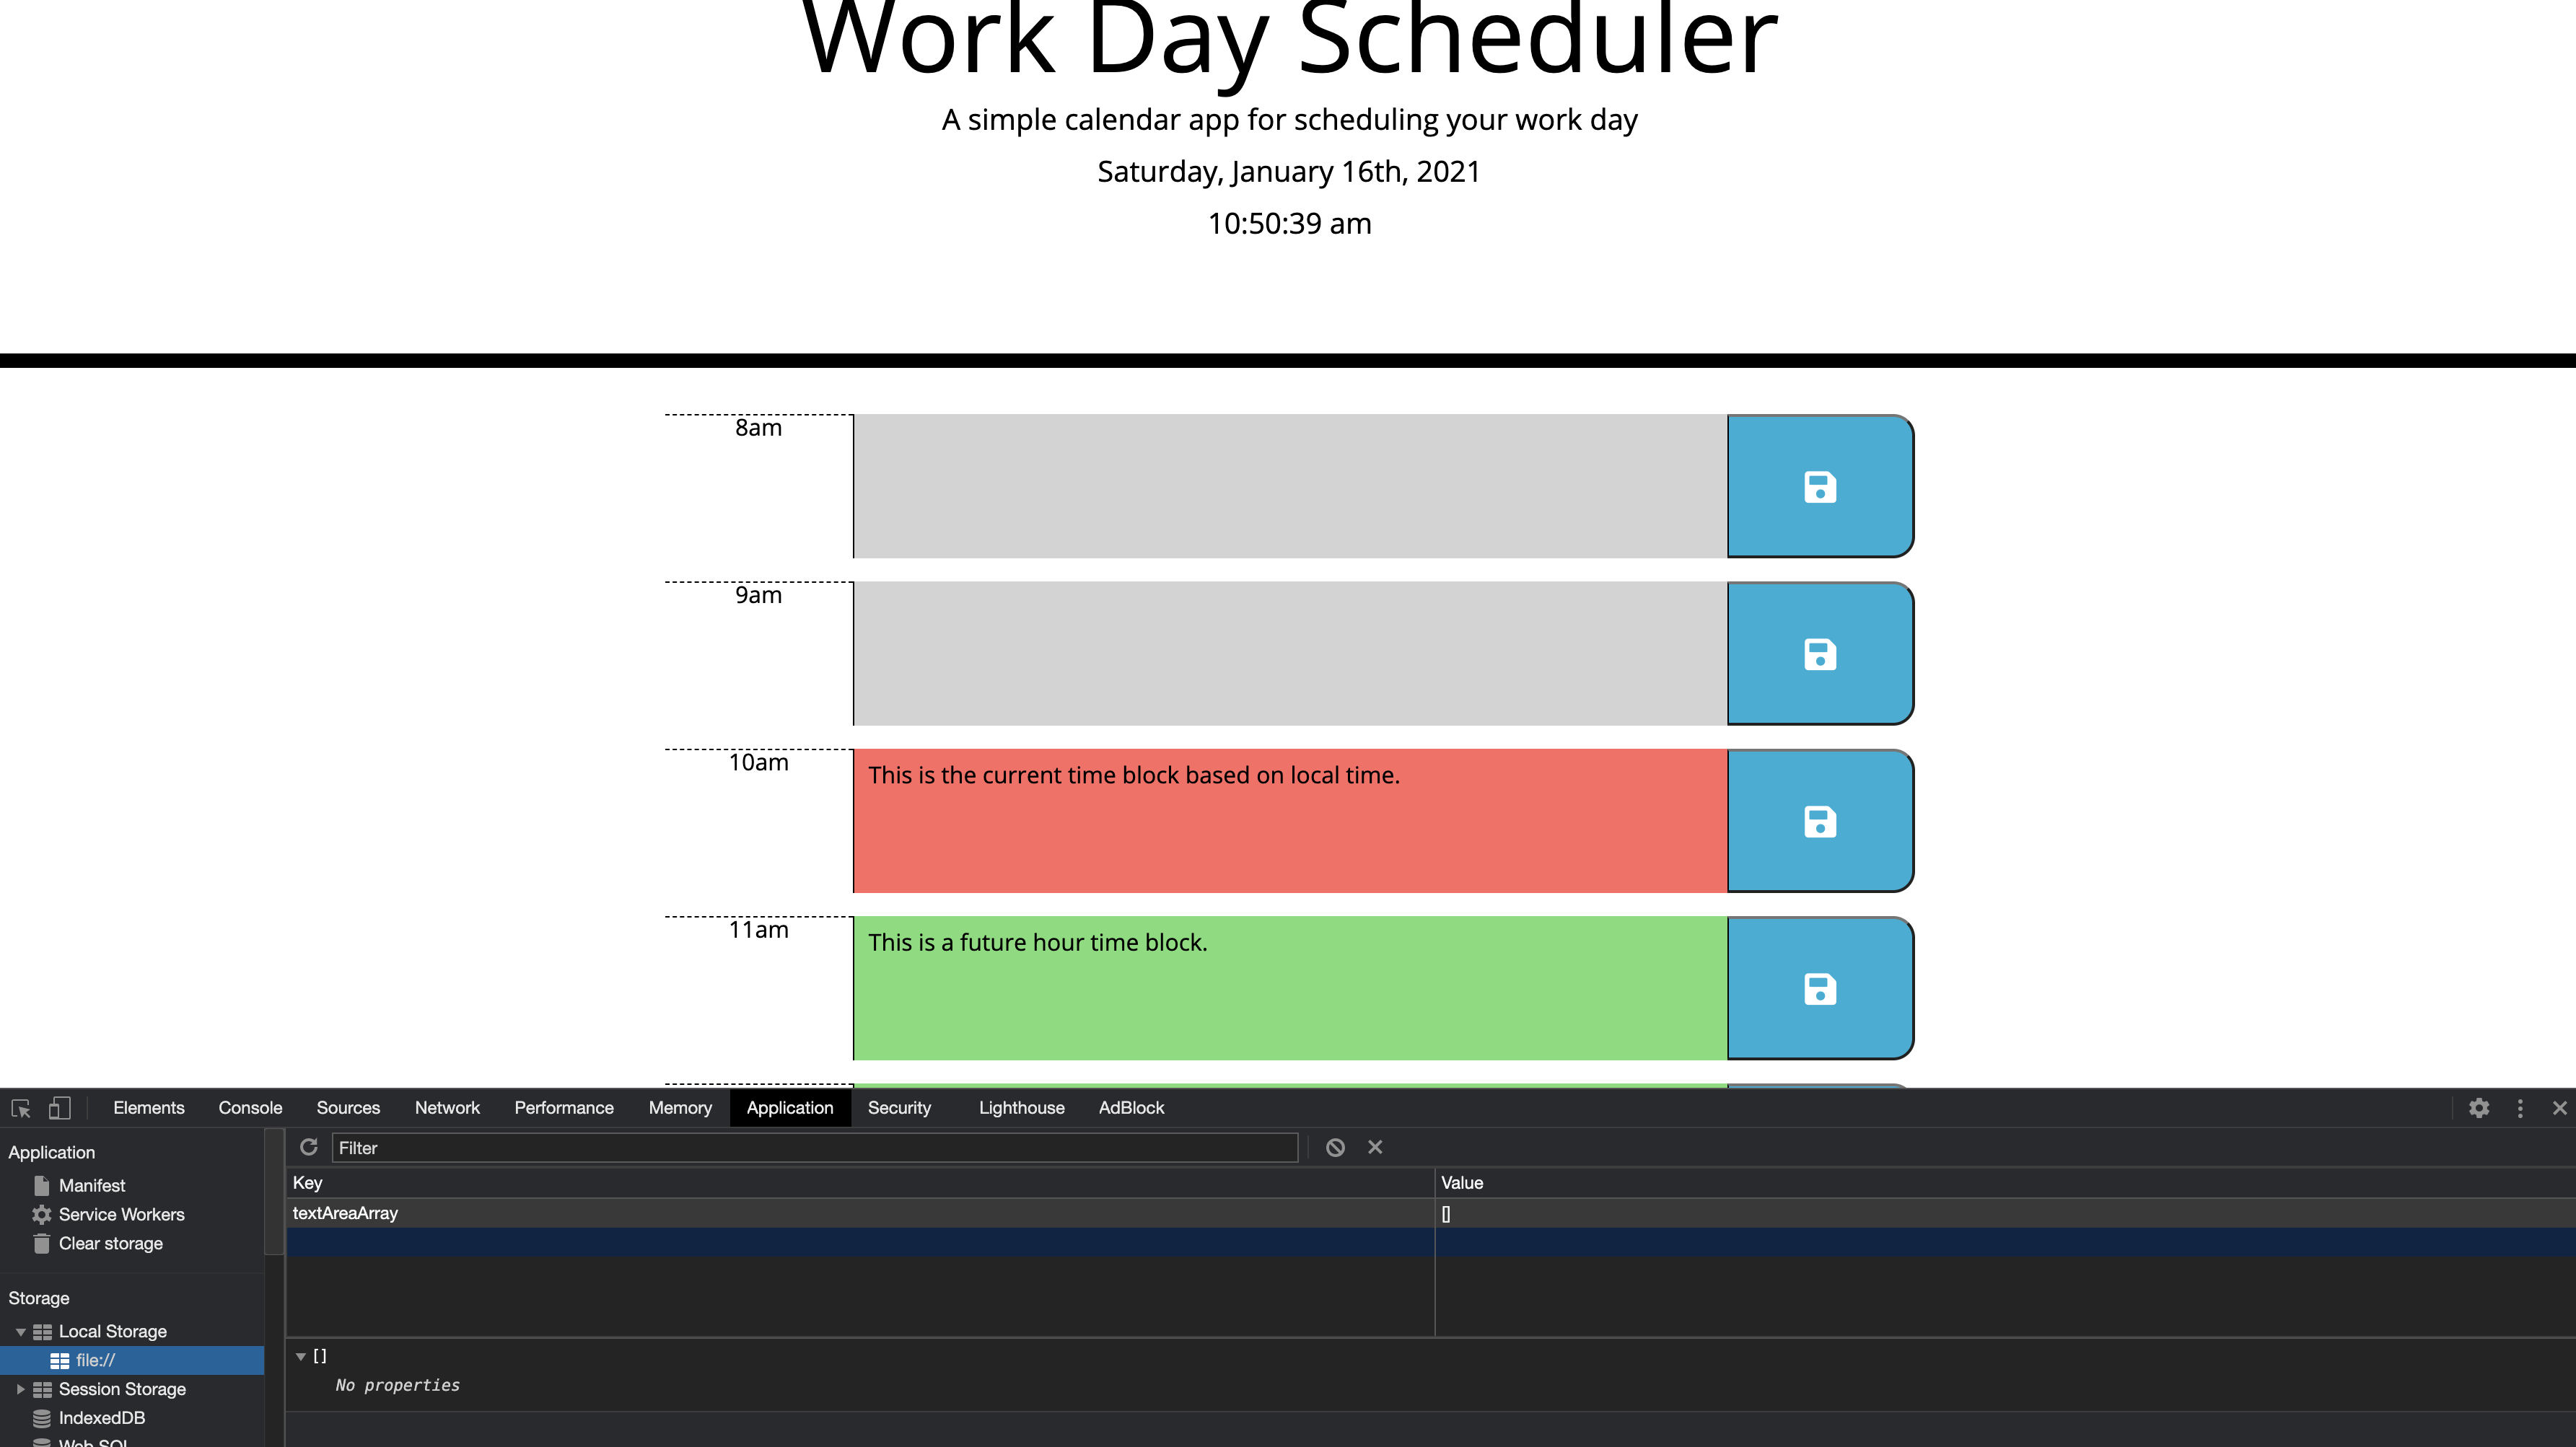 Work Day Scheduler
A simple calendar app for scheduling your work day
Saturday, January 16th, 2021
10:50:39 am
8am
9am
10am
This is the current time block based on local time.
11am
This is a future hour time block.
Elements Console Sources Network Performance Memory Application Security Lighthouse AdBlock
Application
Manifest
Service Workers
Clear storage
Storage
Local Storage
file://
Session Storage
IndexedDB
Web SQL
Filter
Key Value
textAreaArray []
[]
No properties